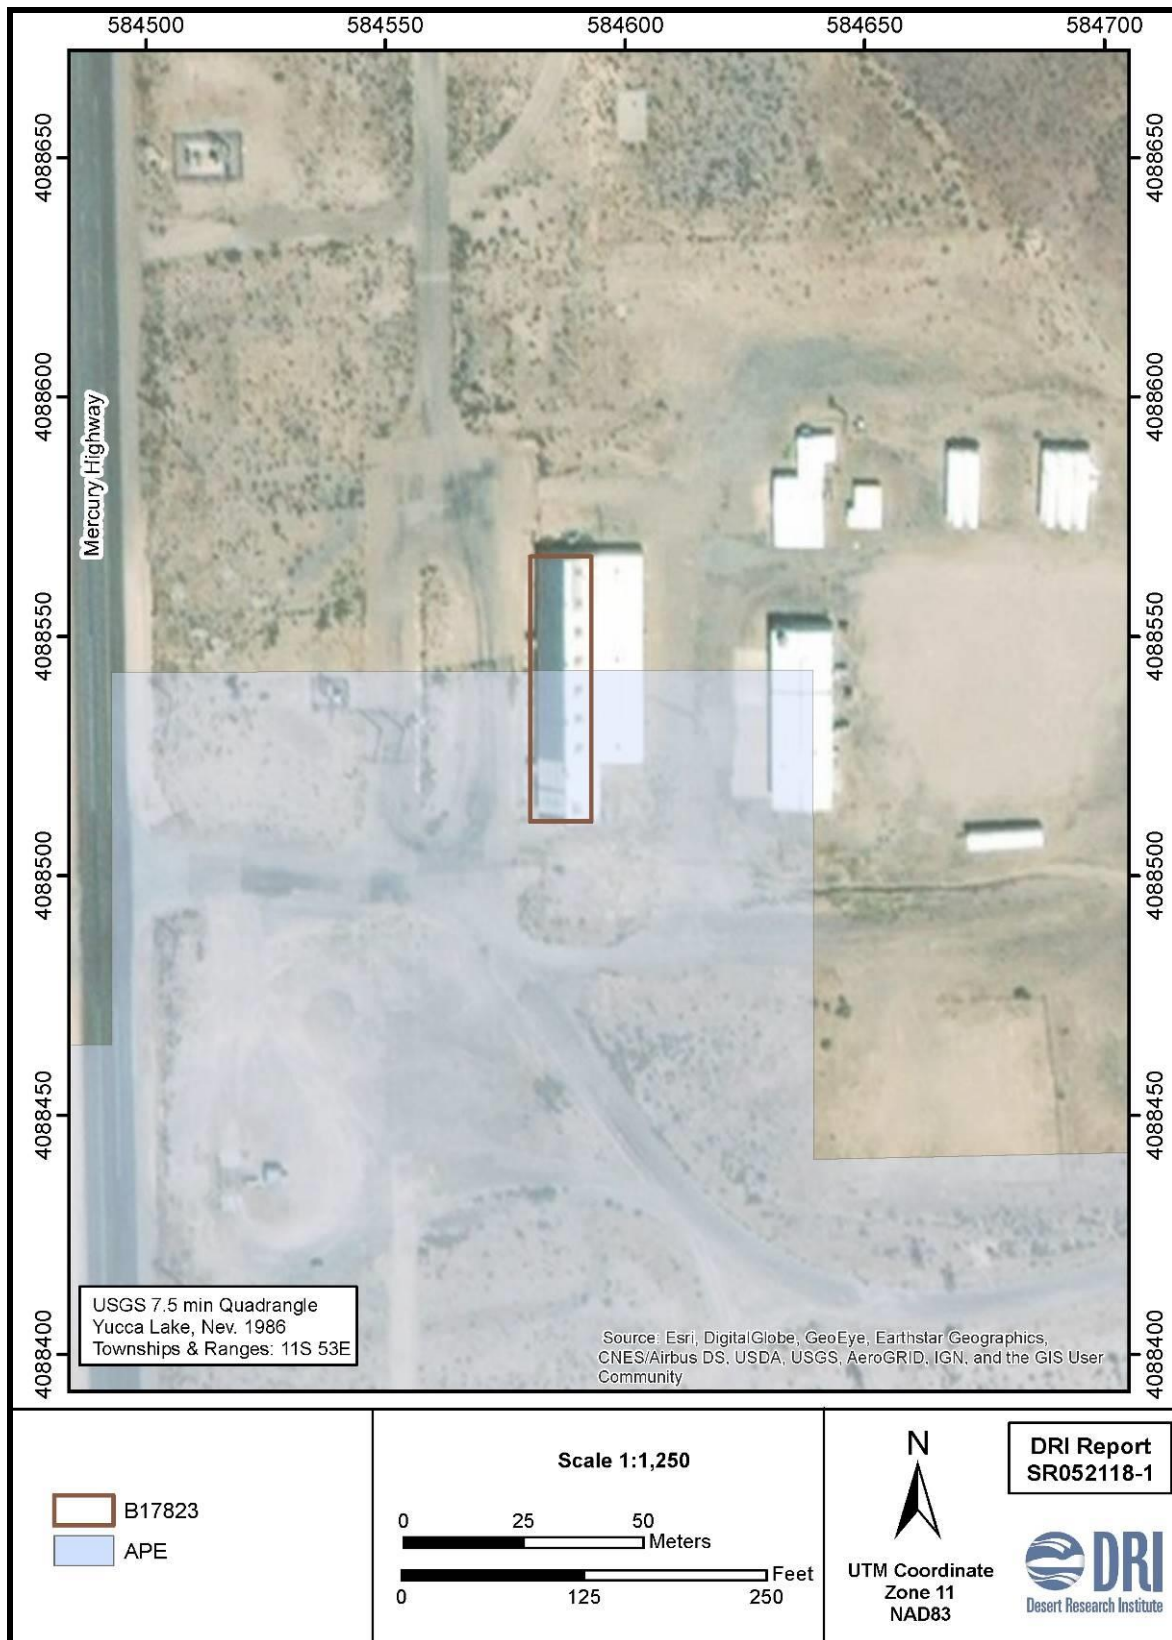 584500 584550 584600 584650 584700
4088650 4088650
4088600 4088600
Mercury Highway
4088550 4088550
4088500 4088500
4088450 4088450
4088400 4088400
USGS 7.5 min Quadrangle
Yucca Lake, Nev. 1986
Townships & Ranges: 11S 53E
Source: Esri, DigitalGlobe, GeoEye, Earthstar Geographics,
CNES/Airbus DS, USDA, USGS, AeroGRID, IGN, and the GIS User
Community
B17823
APE
Scale 1:1,250
0 25 50
Meters
Feet
0 125 250
N
UTM Coordinate
Zone 11
NAD83
DRI Report
SR052118-1
DRI
Desert Research Institute